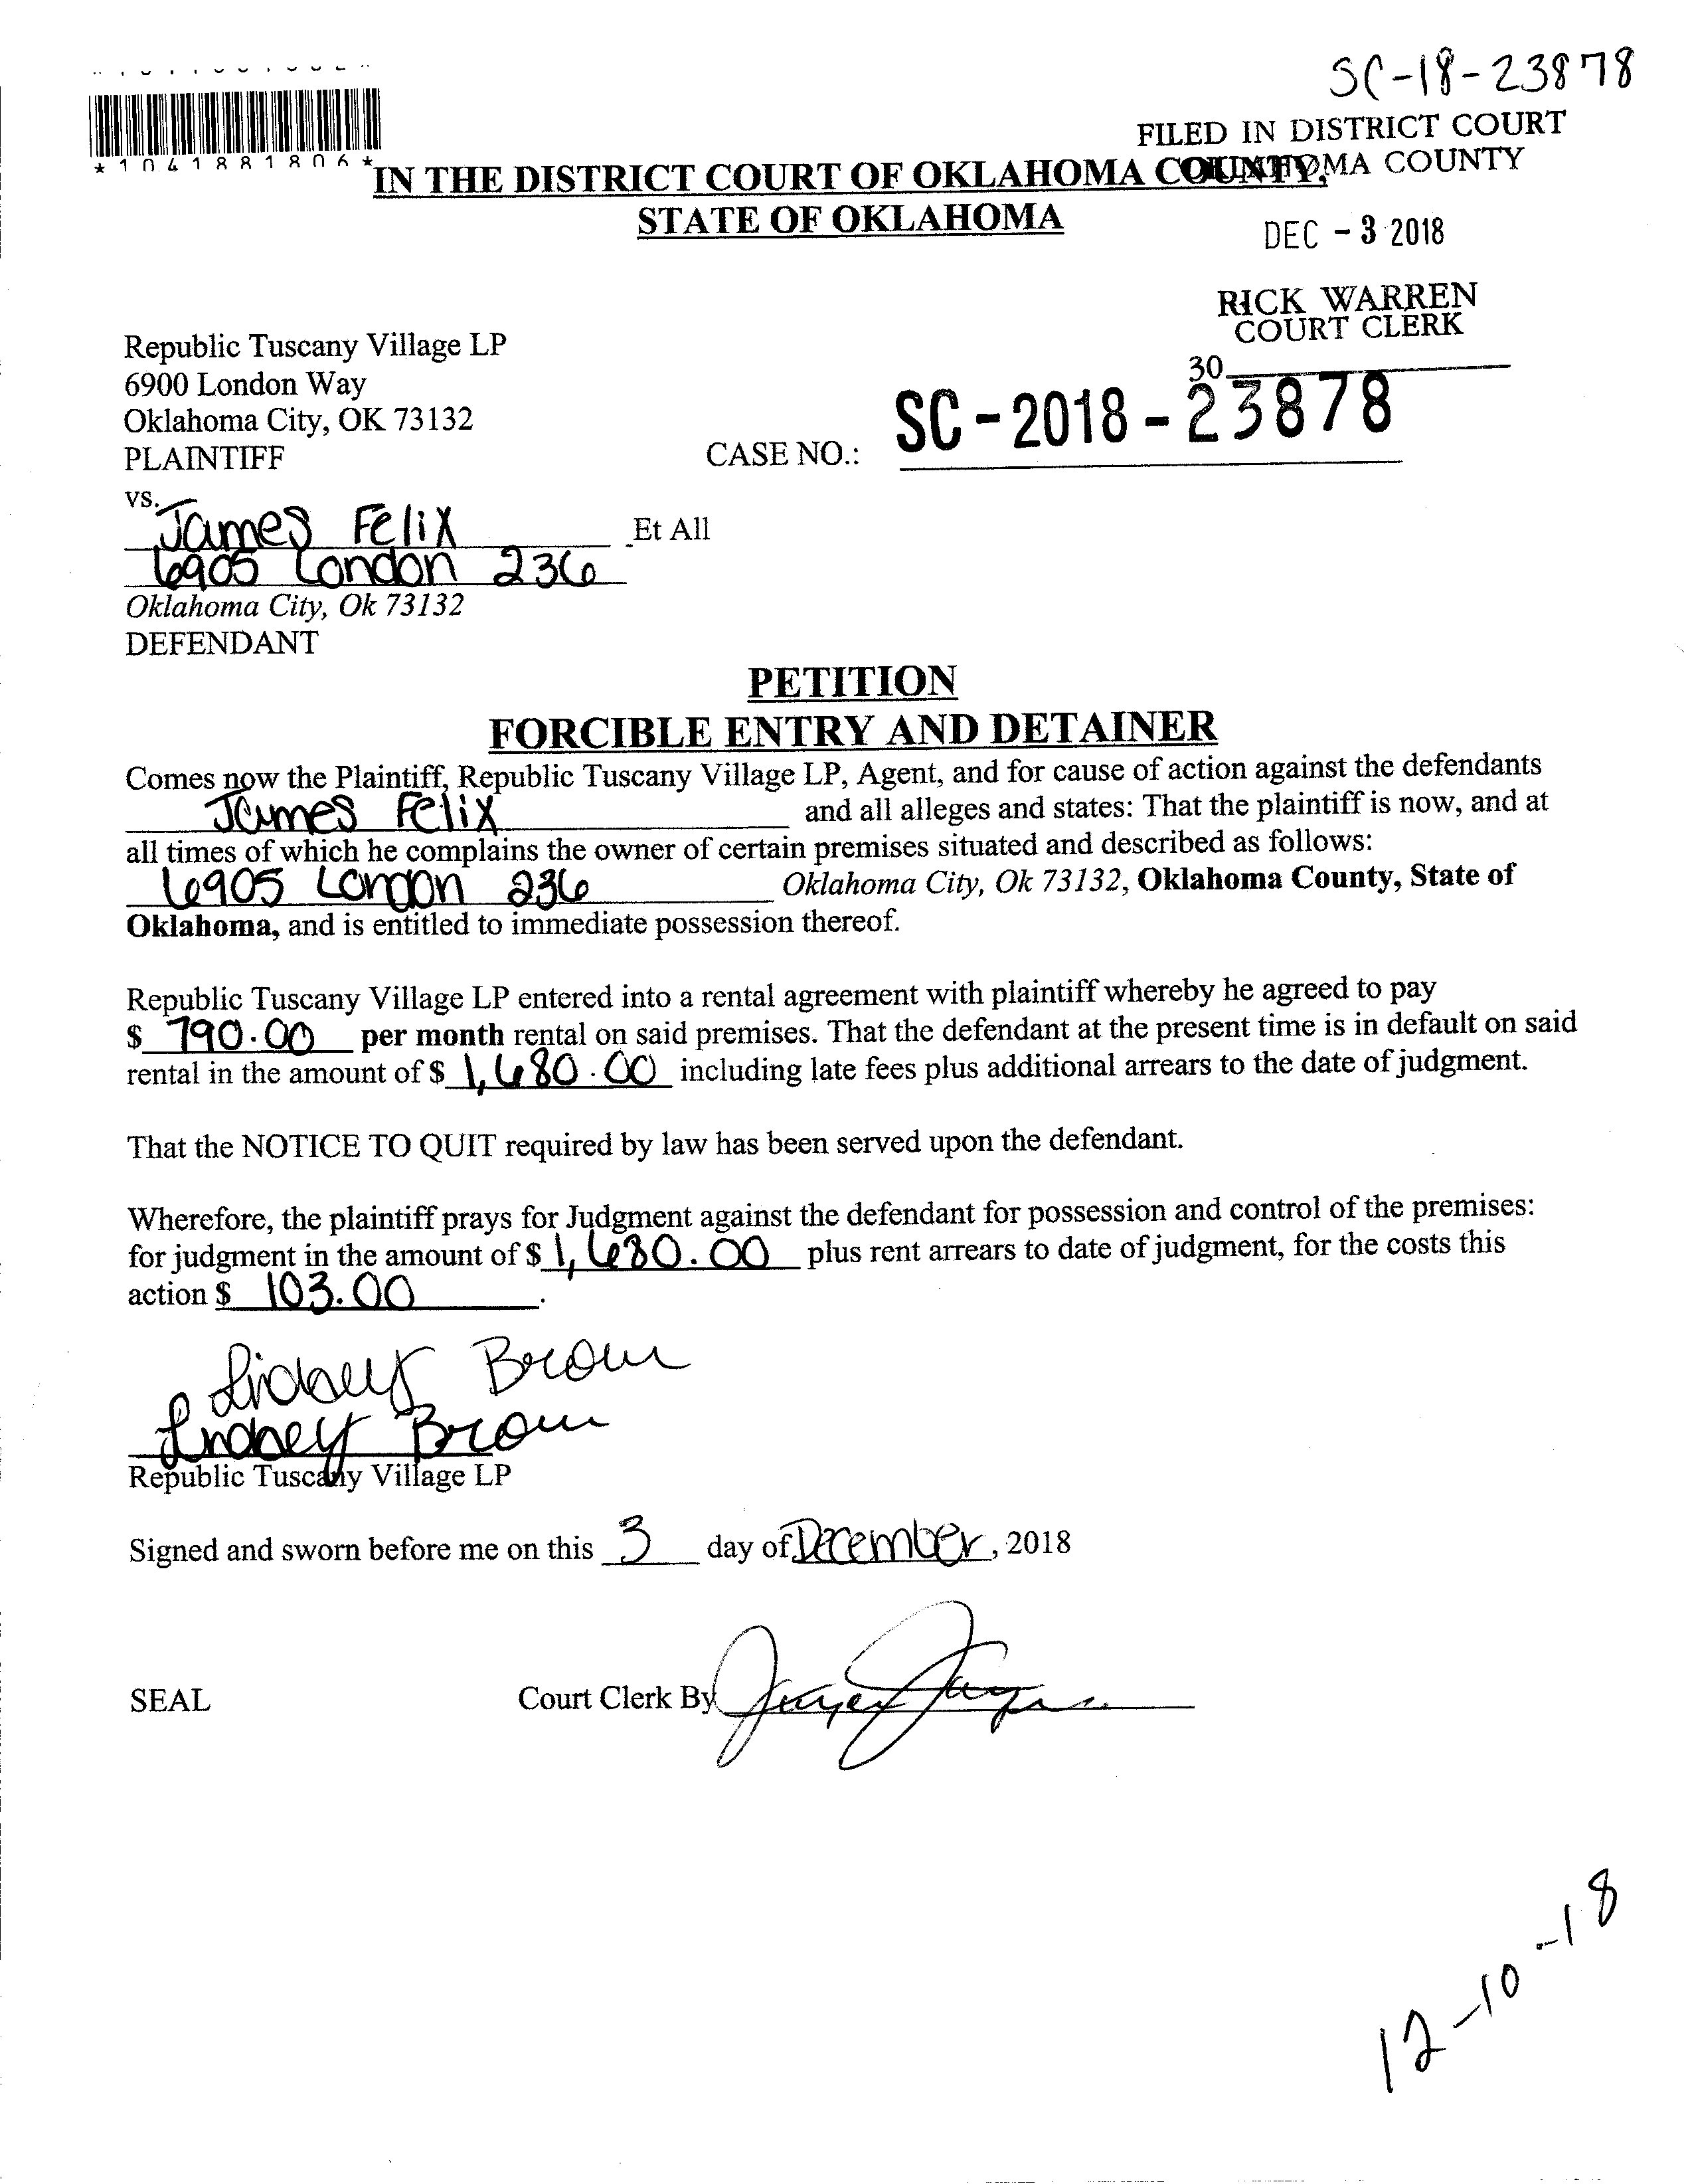 SC-18-23878
FILED IN DISTRICT COURT
*1041881806*
IN THE DISTRICT COURT OF OKLAHOMA COUNTY,
OMA COUNTY
STATE OF OKLAHOMA
DEC - 3 2018
RICK WARREN
COURT CLERK
Republic Tuscany Village LP
30
6900 London Way
Oklahoma City, OK 73132
PLAINTIFF
CASE NO.: SC-2018-23878
vs.
James Felix Et All
6905 London 236
Oklahoma City, Ok 73132
DEFENDANT
PETITION
FORCIBLE ENTRY AND DETAINER
Comes now the Plaintiff, Republic Tuscany Village LP, Agent, and for cause of action against the defendants
James Felix and all alleges and states: That the plaintiff is now, and at
all times of which he complains the owner of certain premises situated and described as follows:
6905 London 236 Oklahoma City, Ok 73132, Oklahoma County, State of
Oklahoma, and is entitled to immediate possession thereof.
Republic Tuscany Village LP entered into a rental agreement with plaintiff whereby he agreed to pay
$ 790.00 per month rental on said premises. That the defendant at the present time is in default on said
rental in the amount of $ 1,680.00 including late fees plus additional arrears to the date of judgment.
That the NOTICE TO QUIT required by law has been served upon the defendant.
Wherefore, the plaintiff prays for Judgment against the defendant for possession and control of the premises:
for judgment in the amount of $ 1,680.00 plus rent arrears to date of judgment, for the costs this
action $ 103.00.
Lindsey Brown
Lindsey Brown
Republic Tuscany Village LP
Signed and sworn before me on this 3 day of December, 2018
SEAL
Court Clerk By
12-10-18